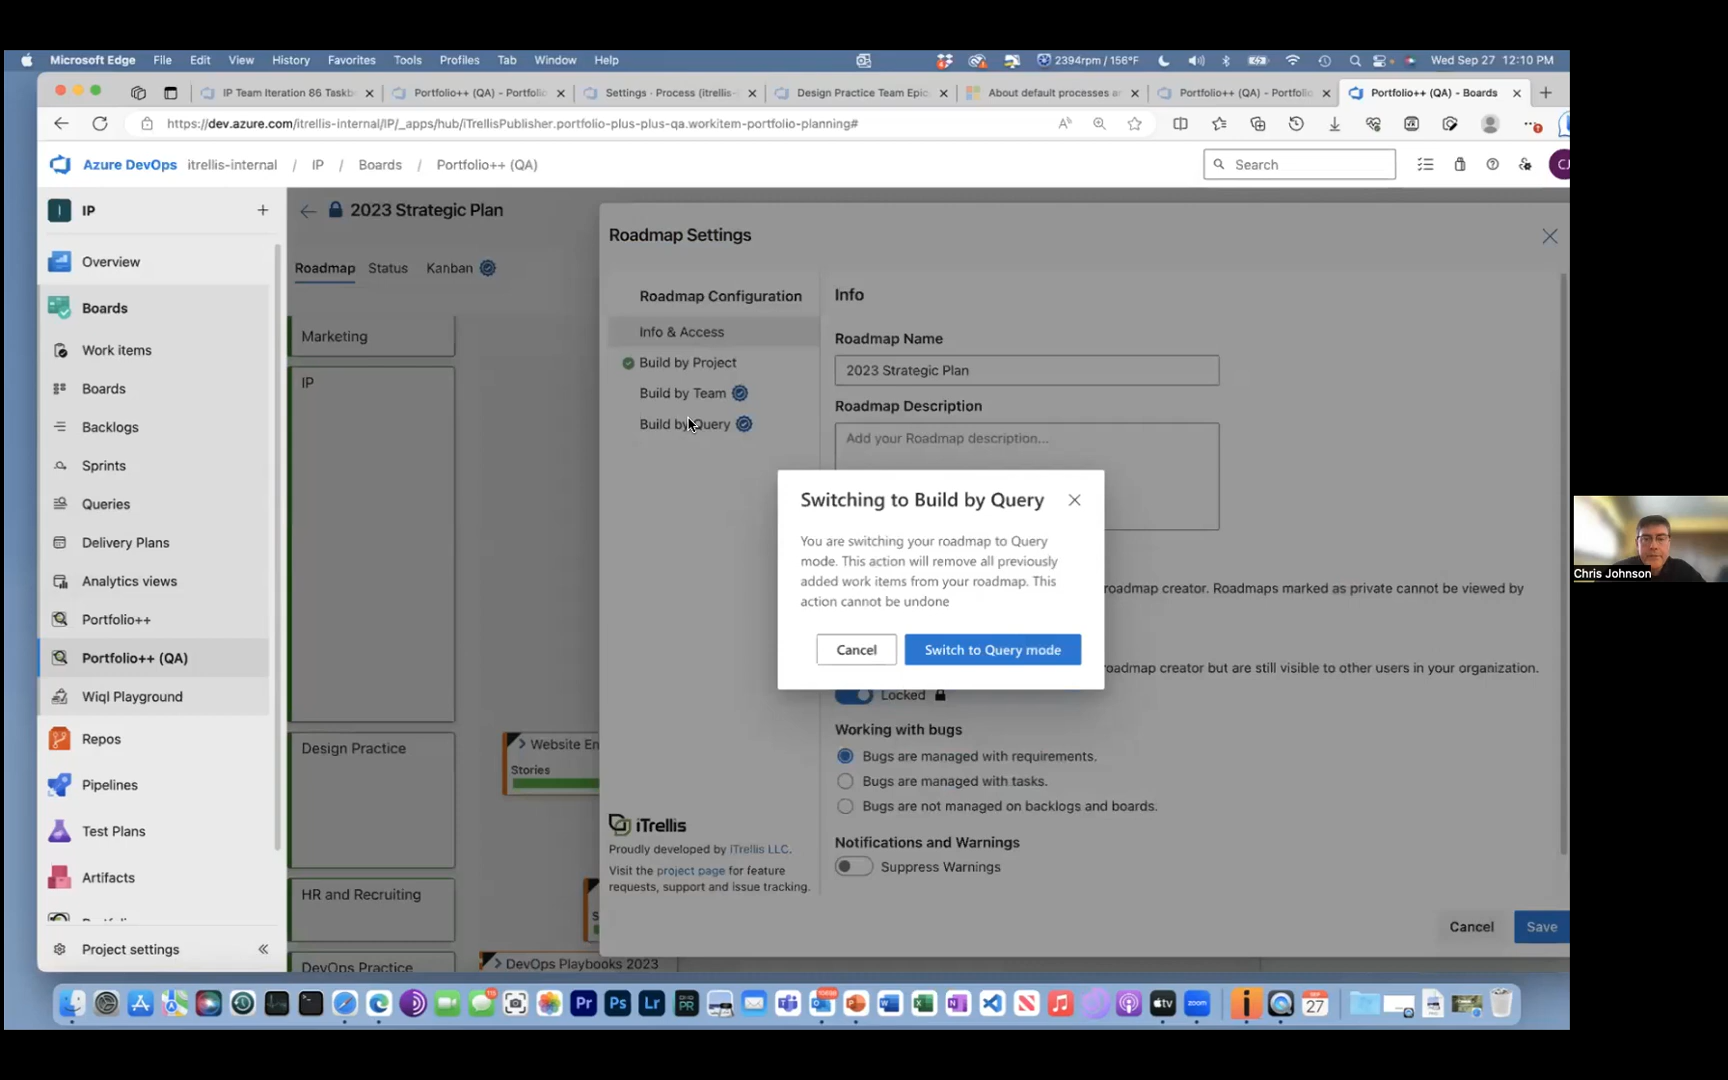 Microsoft Edge File Edit View History Favorites Tools Profiles Tab Window Help 2394rpm / 156°F Wed Sep 27 12:10 PM
IP Team Iteration 86 Taskb
Portfolio++ (QA) - Portfolio
Settings - Process (itrellis-
Design Practice Team Epic
About default processes a
Portfolio++ (QA) - Portfolio
Portfolio++ (QA) - Boards
https://dev.azure.com/itrellis-internal/IP/_apps/hub/iTrellisPublisher.portfolio-plus-plus-qa.workitem-portfolio-planning#
Azure DevOps itrellis-internal / IP / Boards / Portfolio++ (QA)
Search
CJ
I IP
Overview
Boards
Work items
Boards
Backlogs
Sprints
Queries
Delivery Plans
Analytics views
Portfolio++
Portfolio++ (QA)
Wiql Playground
Repos
Pipelines
Test Plans
Artifacts
Project settings
2023 Strategic Plan
Roadmap Status Kanban
Marketing
IP
Design Practice
Website En
Stories
HR and Recruiting
S
DevOps Practice
DevOps Playbooks 2023
Roadmap Settings
Roadmap Configuration
Info & Access
Build by Project
Build by Team
Build by Query
iTrellis
Proudly developed by iTrellis LLC.
Visit the project page for feature
requests, support and issue tracking.
Info
Roadmap Name
2023 Strategic Plan
Roadmap Description
Add your Roadmap description...
roadmap creator. Roadmaps marked as private cannot be viewed by
roadmap creator but are still visible to other users in your organization.
Locked
Working with bugs
Bugs are managed with requirements.
Bugs are managed with tasks.
Bugs are not managed on backlogs and boards.
Notifications and Warnings
Suppress Warnings
Cancel Save
Switching to Build by Query
You are switching your roadmap to Query
mode. This action will remove all previously
added work items from your roadmap. This
action cannot be undone
Cancel Switch to Query mode
Chris Johnson
Pr Ps Lr PR tv zoom i 27